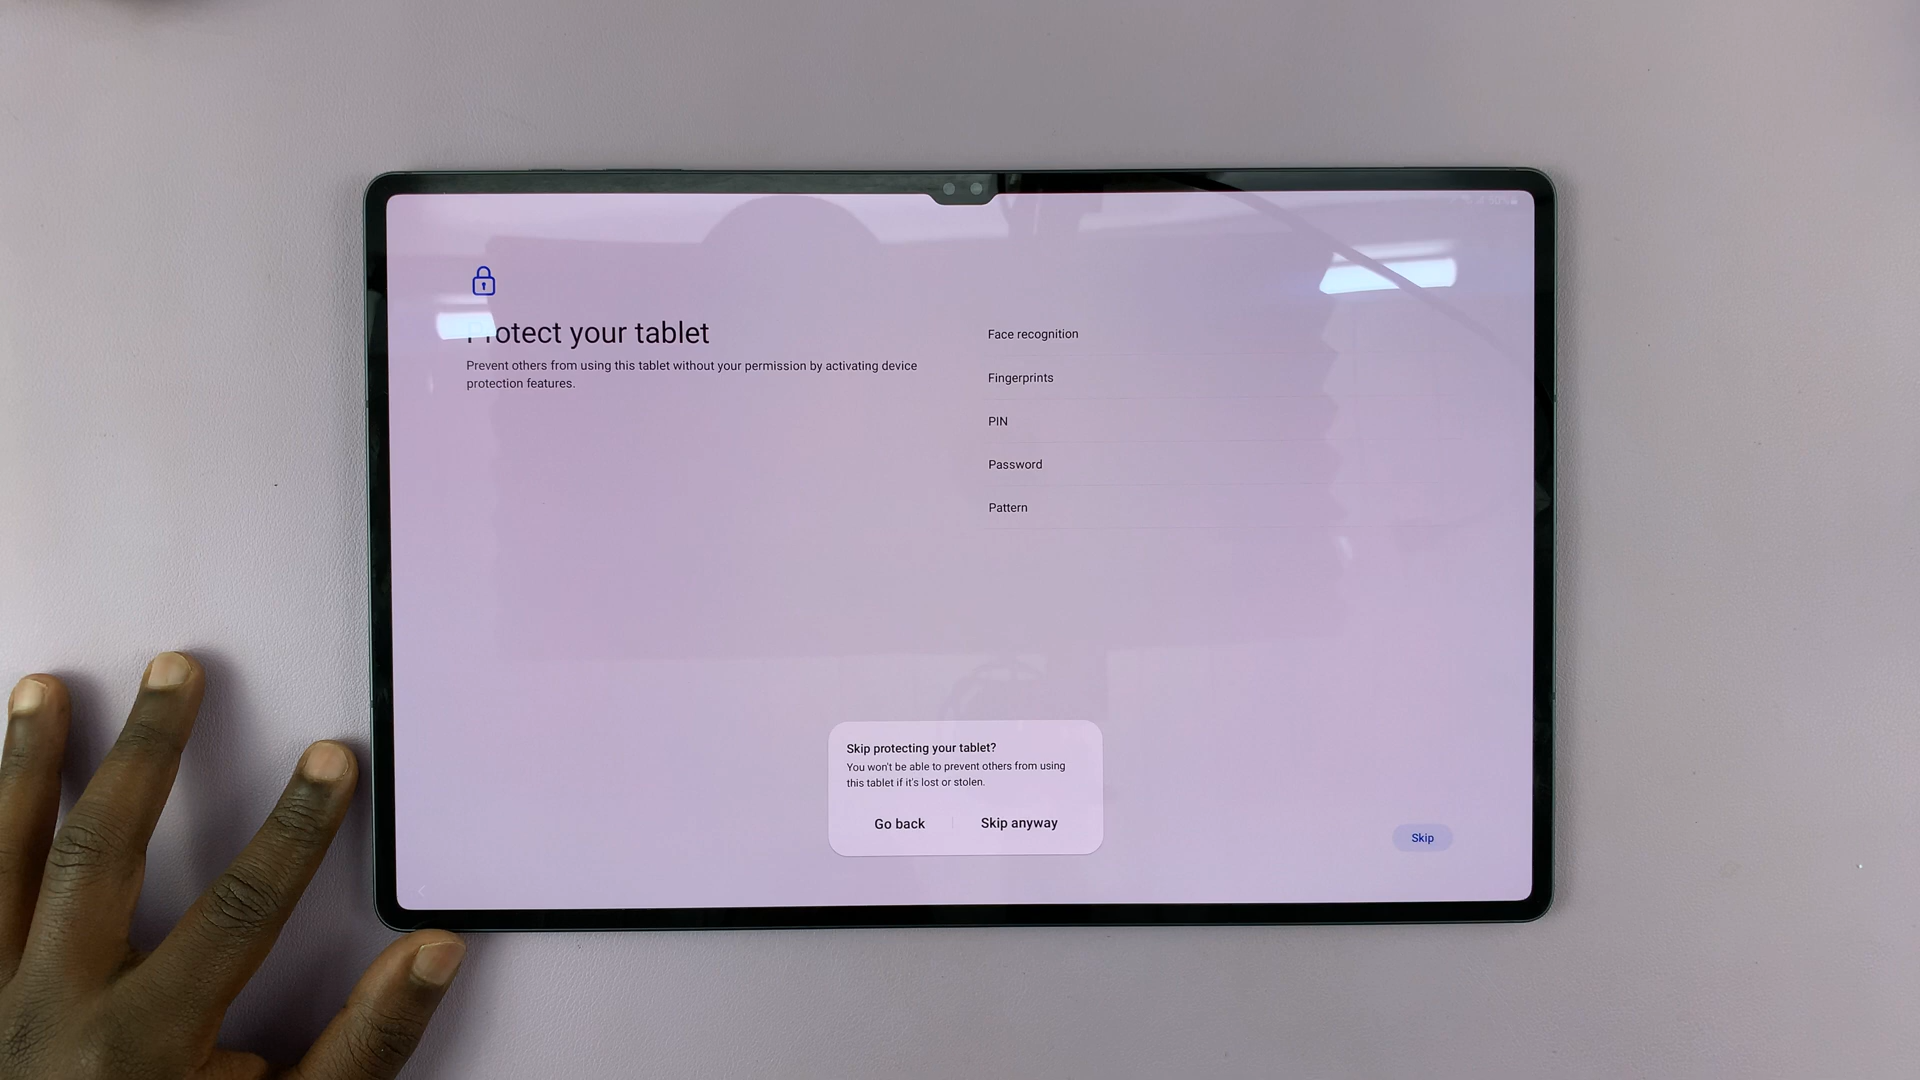 Protect your tablet
Prevent others from using this tablet without your permission by activating device
protection features.
Face recognition
Fingerprints
PIN
Password
Pattern
Skip protecting your tablet?
You won't be able to prevent others from using
this tablet if it's lost or stolen.
Go back
Skip anyway
Skip